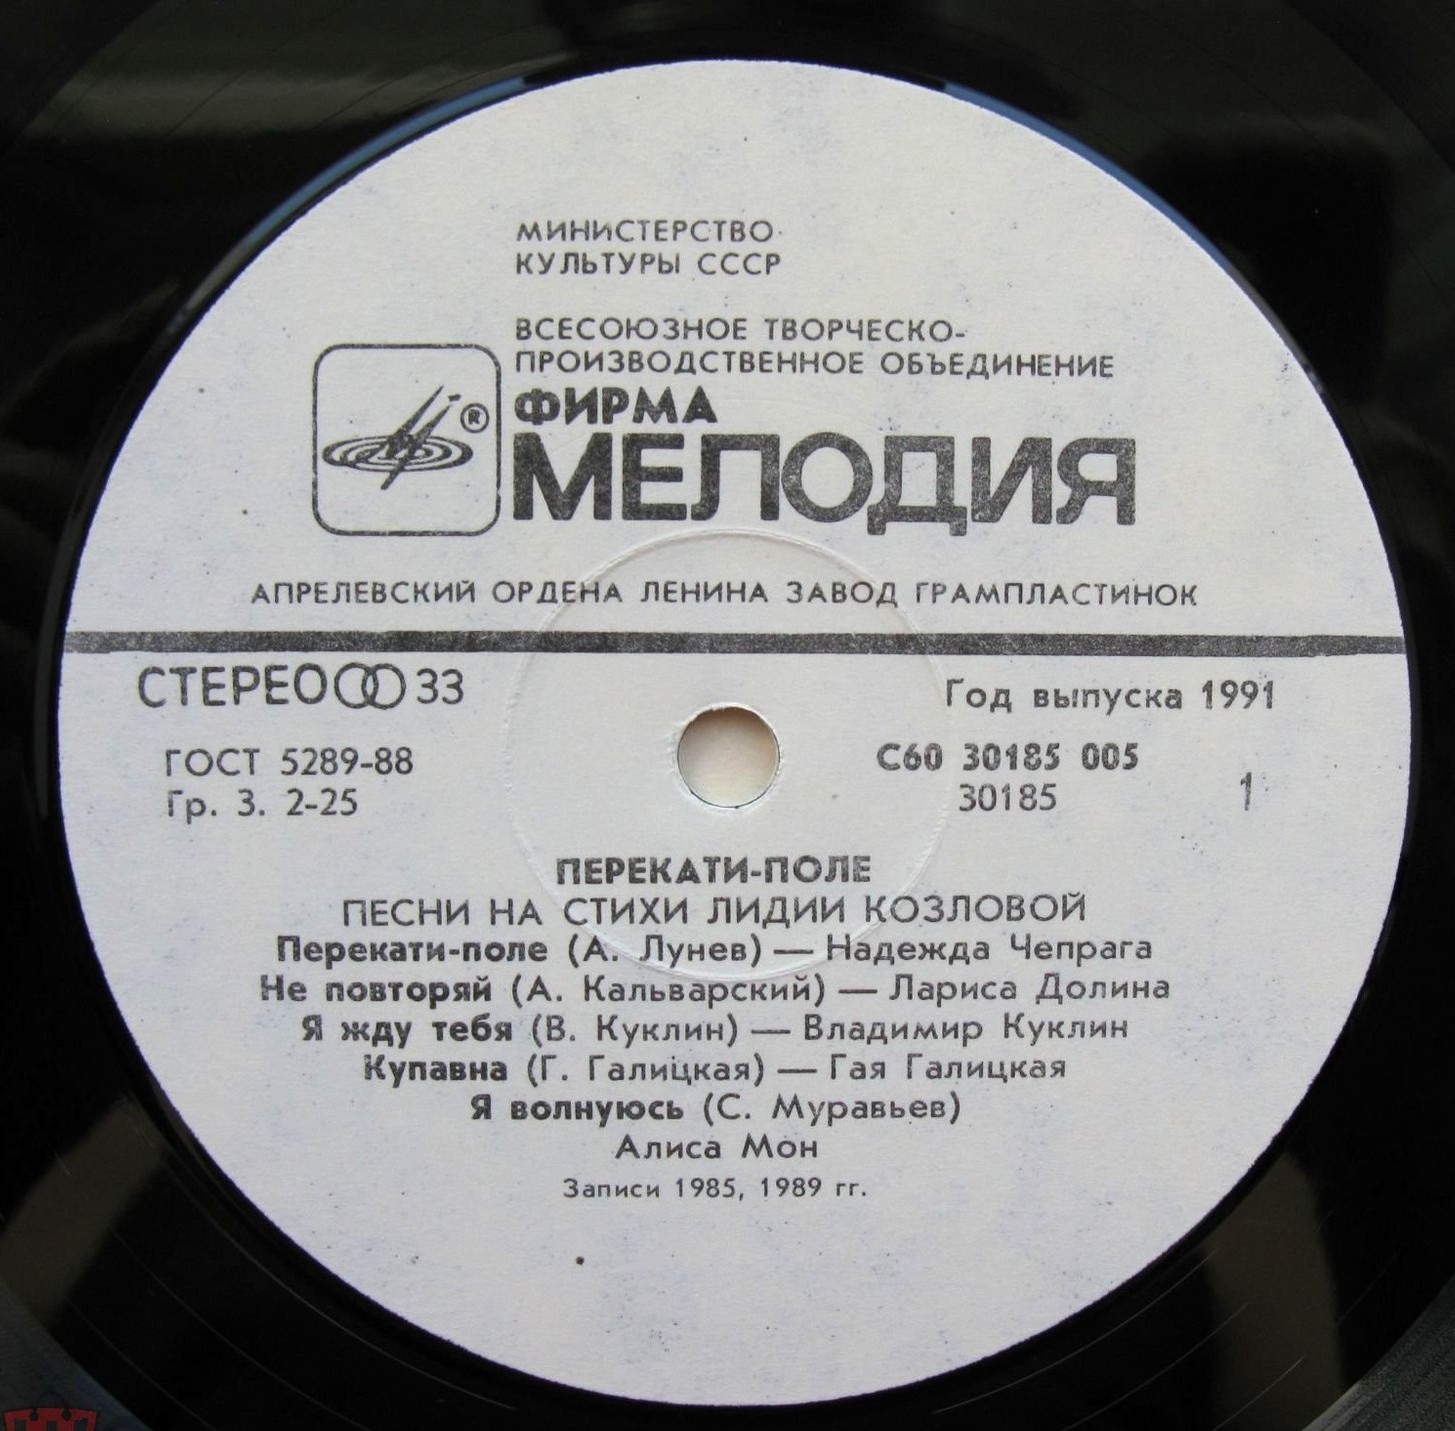 МИНИСТЕРСТВО
КУЛЬТУРЫ СССР
ВСЕСОЮЗНОЕ ТВОРЧЕСКО-
ПРОИЗВОДСТВЕННОЕ ОБЪЕДИНЕНИЕ
ФИРМА
®
МЕЛОДИЯ
АПРЕЛЕВСКИЙ ОРДЕНА ЛЕНИНА ЗАВОД ГРАМПЛАСТИНОК
СТЕРЕО 33
Год выпуска 1991
ГОСТ 5289-88
С60 30185 005
Гр. 3. 2-25
30185 1
ПЕРЕКАТИ-ПОЛЕ
ПЕСНИ НА СТИХИ ЛИДИИ КОЗЛОВОЙ
Перекати-поле (А. Лунев) — Надежда Чепрага
Не повторяй (А. Кальварский) — Лариса Долина
Я жду тебя (В. Куклин) — Владимир Куклин
Купавна (Г. Галицкая) — Гая Галицкая
Я волнуюсь (С. Муравьев)
Алиса Мон
Записи 1985, 1989 гг.